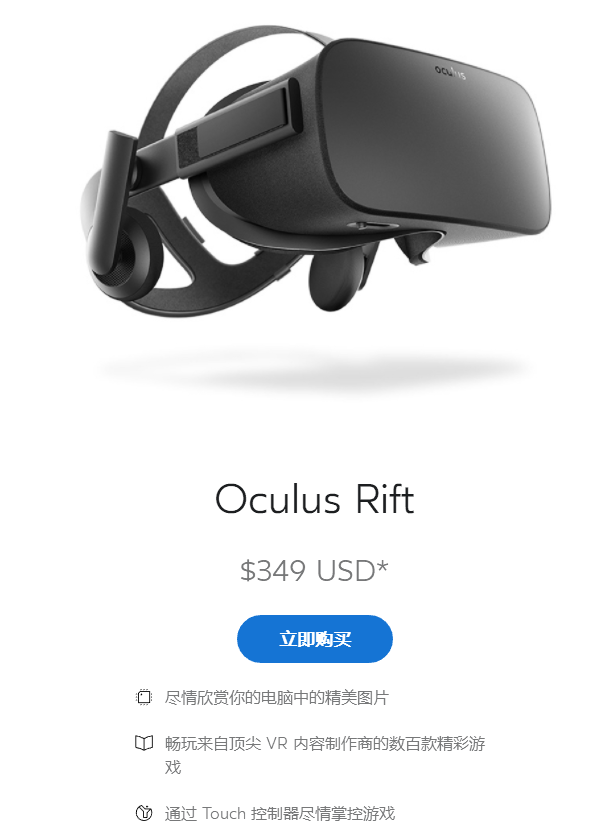 oculus
Oculus Rift
$349 USD*
立即购买
尽情欣赏你的电脑中的精美图片
畅玩来自顶尖 VR 内容制作商的数百款精彩游
戏
通过 Touch 控制器尽情掌控游戏